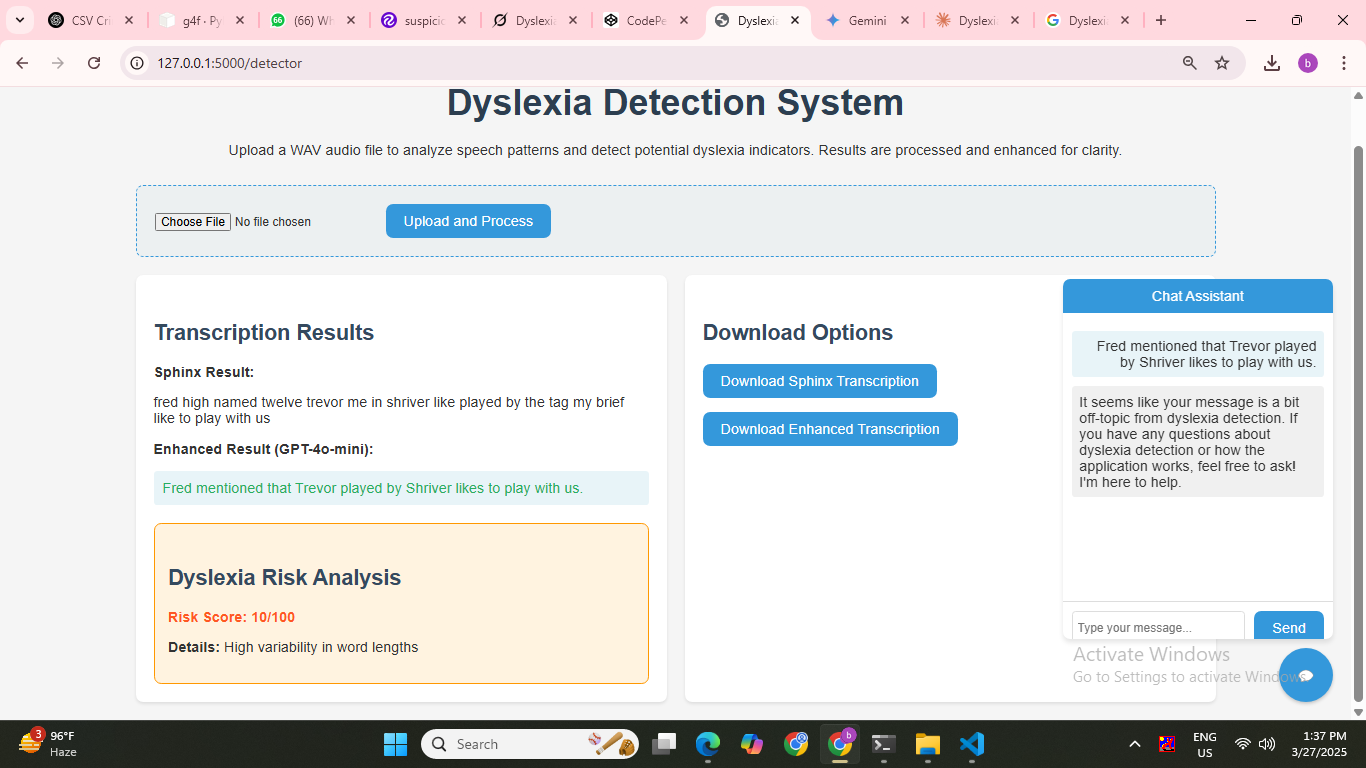 CSV Cri
g4f · Py
(66) Wh
suspicio
Dyslexi
CodePe
Dyslexi
Gemini
Dyslexi
Dyslexi
127.0.0.1:5000/detector
b
Dyslexia Detection System
Upload a WAV audio file to analyze speech patterns and detect potential dyslexia indicators. Results are processed and enhanced for clarity.
Choose File No file chosen
Upload and Process
Transcription Results
Sphinx Result:
fred high named twelve trevor me in shriver like played by the tag my brief
like to play with us
Enhanced Result (GPT-4o-mini):
Fred mentioned that Trevor played by Shriver likes to play with us.
Dyslexia Risk Analysis
Risk Score: 10/100
Details: High variability in word lengths
Download Options
Download Sphinx Transcription
Download Enhanced Transcription
Chat Assistant
Fred mentioned that Trevor played
by Shriver likes to play with us.
It seems like your message is a bit
off-topic from dyslexia detection. If
you have any questions about
dyslexia detection or how the
application works, feel free to ask!
I'm here to help.
Type your message...
Send
Activate Windows
Go to Settings to activate Windows.
3
96°F
Haze
Search
b
ENG
US
1:37 PM
3/27/2025